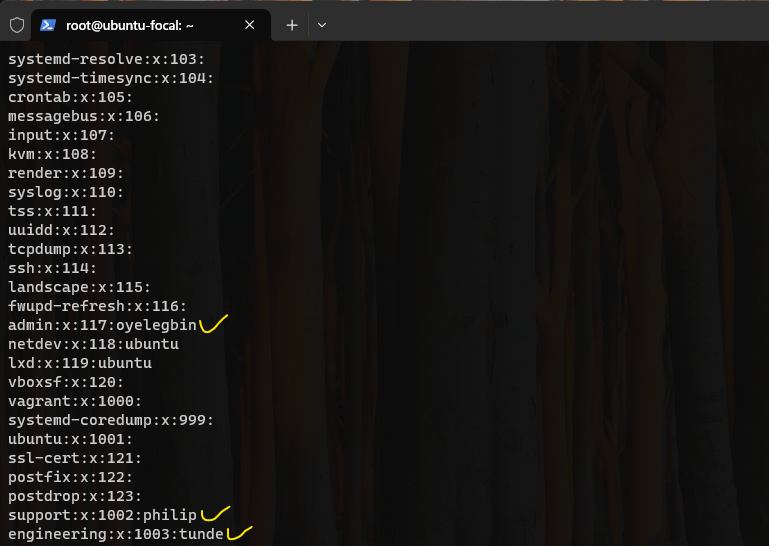 root@ubuntu-focal: ~
systemd-resolve:x:103:
systemd-timesync:x:104:
crontab:x:105:
messagebus:x:106:
input:x:107:
kvm:x:108:
render:x:109:
syslog:x:110:
tss:x:111:
uuidd:x:112:
tcpdump:x:113:
ssh:x:114:
landscape:x:115:
fwupd-refresh:x:116:
admin:x:117:oyelegbin
netdev:x:118:ubuntu
lxd:x:119:ubuntu
vboxsf:x:120:
vagrant:x:1000:
systemd-coredump:x:999:
ubuntu:x:1001:
ssl-cert:x:121:
postfix:x:122:
postdrop:x:123:
support:x:1002:philip
engineering:x:1003:tunde